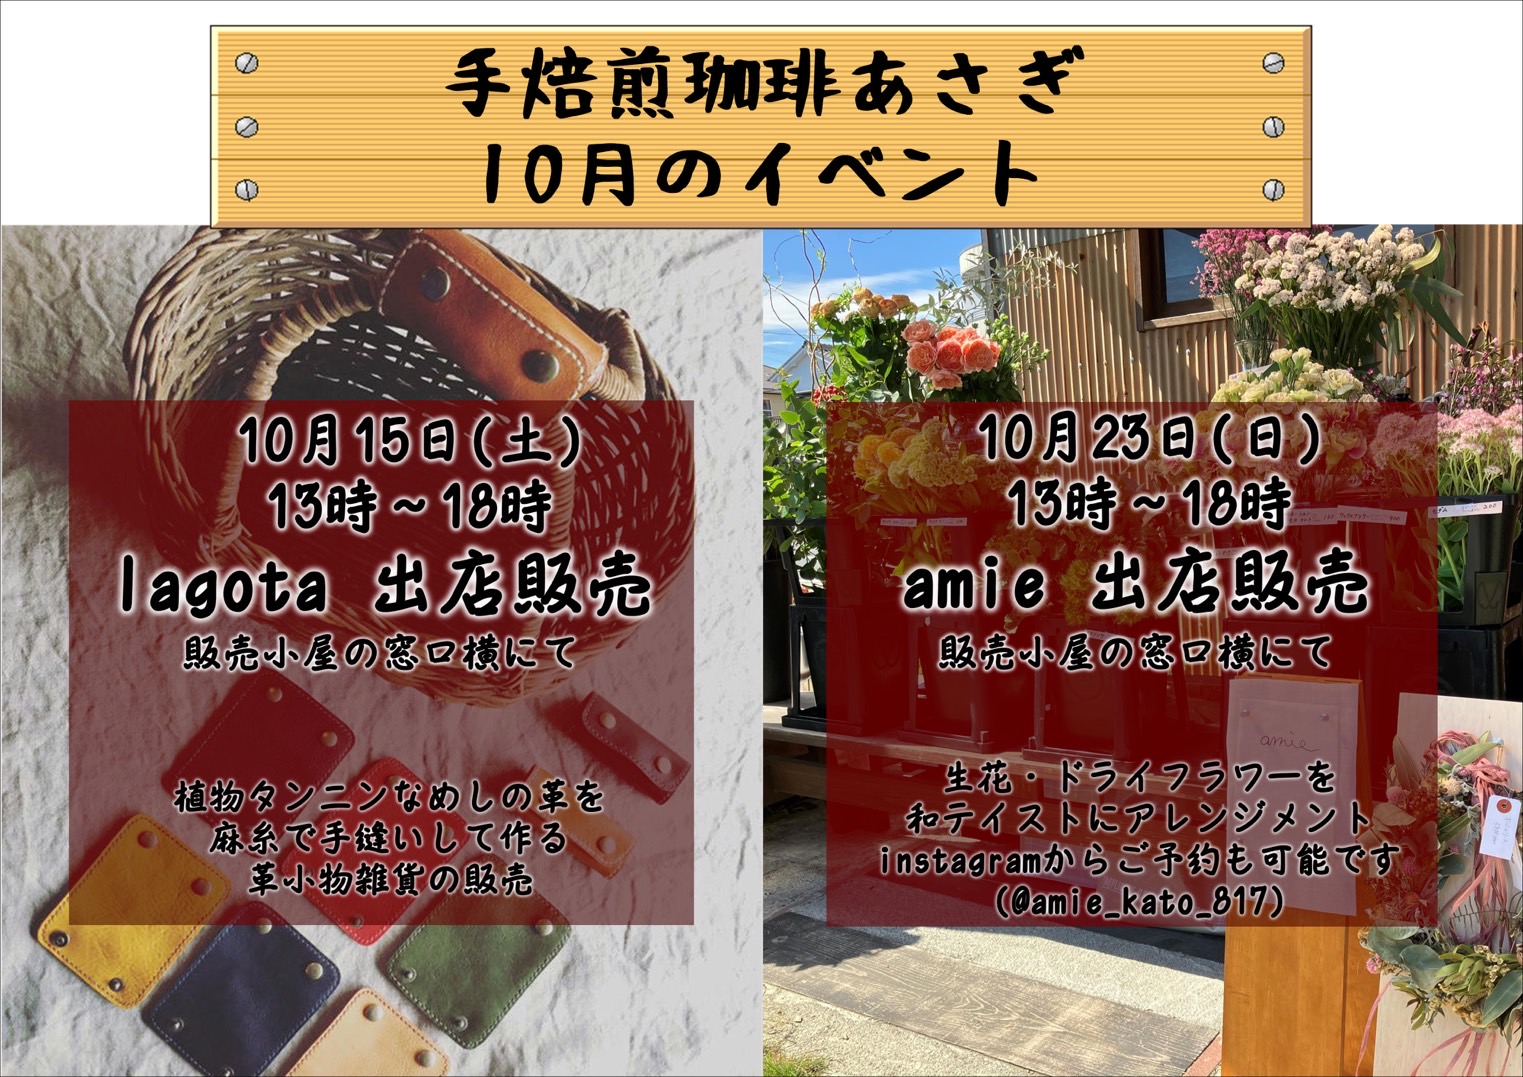 手焙煎珈琲あさぎ
10月のイベント
10月15日(土)
13時～18時
lagota 出店販売
販売小屋の窓口横にて
植物タンニンなめしの革を
麻糸で手縫いして作る
革小物雑貨の販売
10月23日(日)
13時～18時
amie 出店販売
販売小屋の窓口横にて
amie
生花・ドライフラワーを
和テイストにアレンジメント
instagramからご予約も可能です
(@amie_kato_817)